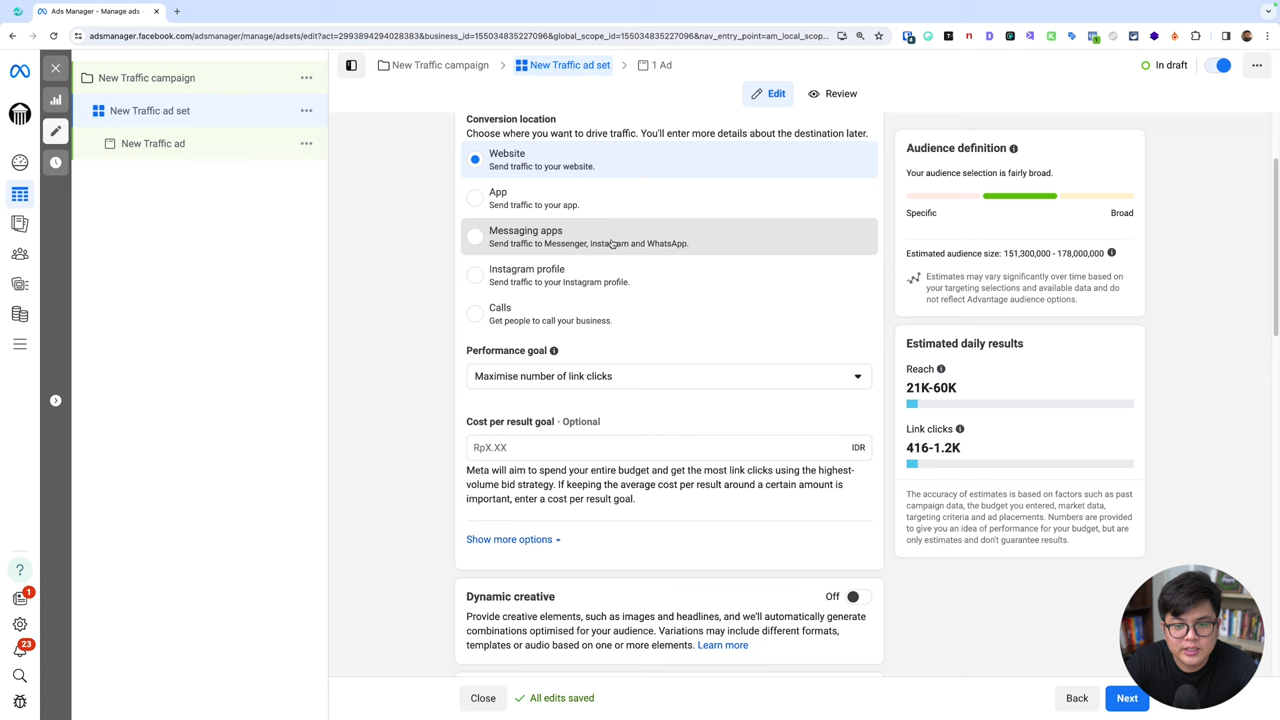 Ads Manager - Manage ads -
adsmanager.facebook.com/adsmanager/manage/adsets/edit?act=2993894294028383&business_id=155034835227096&global_scope_id=155034835227096&nav_entry_point=am_local_scop...
New Traffic campaign
New Traffic ad set
1 Ad
In draft
New Traffic campaign
New Traffic ad set
New Traffic ad
Edit
Review
Conversion location
Choose where you want to drive traffic. You'll enter more details about the destination later.
Website
Send traffic to your website.
App
Send traffic to your app.
Messaging apps
Send traffic to Messenger, Instagram and WhatsApp.
Instagram profile
Send traffic to your Instagram profile.
Calls
Get people to call your business.
Performance goal
Maximise number of link clicks
Cost per result goal · Optional
RpX.XX
IDR
Meta will aim to spend your entire budget and get the most link clicks using the highest-
volume bid strategy. If keeping the average cost per result around a certain amount is
important, enter a cost per result goal.
Show more options
Dynamic creative
Off
Provide creative elements, such as images and headlines, and we'll automatically generate
combinations optimised for your audience. Variations may include different formats,
templates or audio based on one or more elements. Learn more
Audience definition
Your audience selection is fairly broad.
Specific
Broad
Estimated audience size: 151,300,000 - 178,000,000
Estimates may vary significantly over time based on
your targeting selections and available data and do
not reflect Advantage audience options.
Estimated daily results
Reach
21K-60K
Link clicks
416-1.2K
The accuracy of estimates is based on factors such as past
campaign data, the budget you entered, market data,
targeting criteria and ad placements. Numbers are provided
to give you an idea of performance for your budget, but are
only estimates and don't guarantee results.
1
23
Close
All edits saved
Back
Next